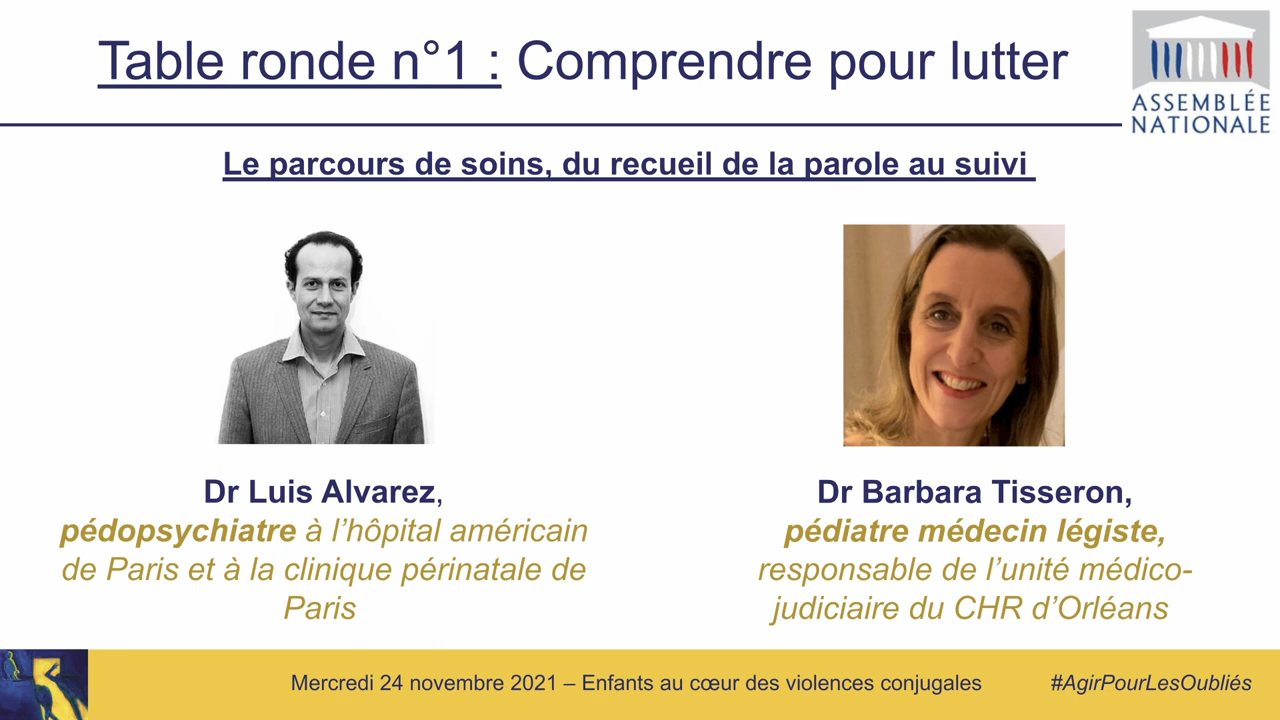 Table ronde n°1 : Comprendre pour lutter
ASSEMBLÉE
NATIONALE
Le parcours de soins, du recueil de la parole au suivi
Dr Luis Alvarez,
pédopsychiatre à l’hôpital américain
de Paris et à la clinique périnatale de
Paris
Dr Barbara Tisseron,
pédiatre médecin légiste,
responsable de l’unité médico-
judiciaire du CHR d’Orléans
Mercredi 24 novembre 2021 – Enfants au cœur des violences conjugales
#AgirPourLesOubliés